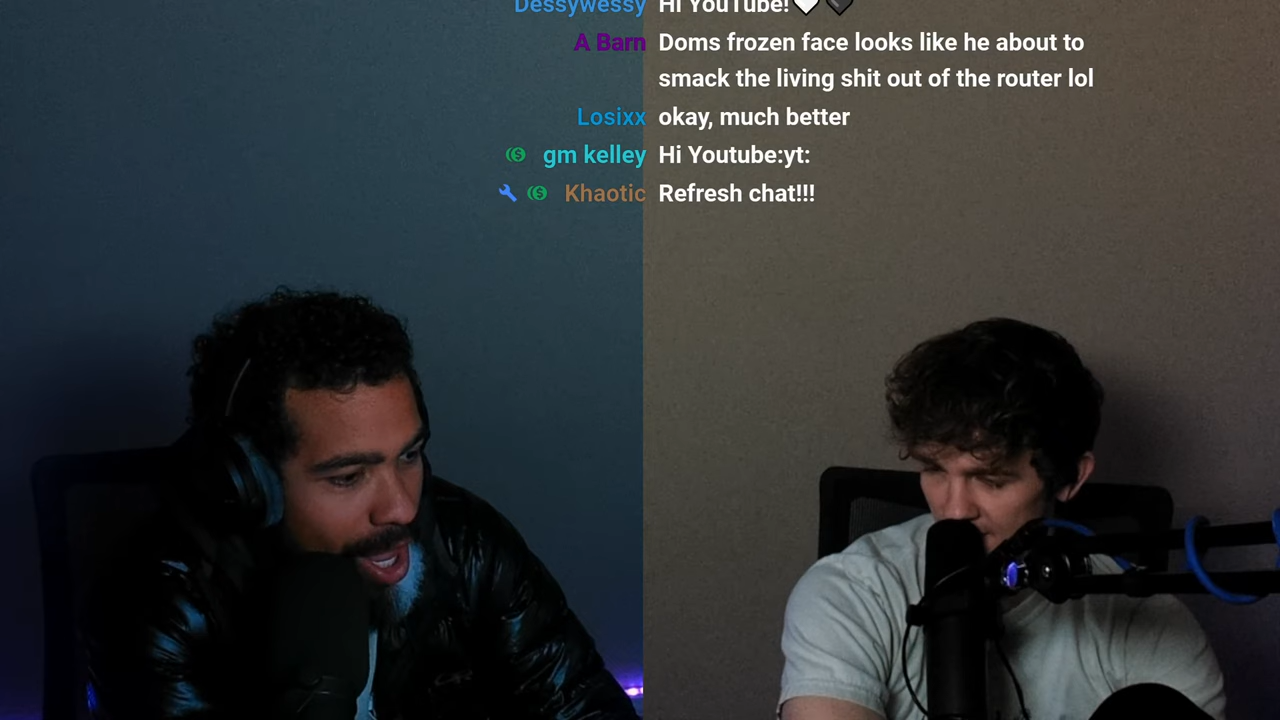 Dessywessy Hi YouTube!🤍🖤
A Barn Doms frozen face looks like he about to
smack the living shit out of the router lol
Losixx okay, much better
gm kelley Hi Youtube:yt:
Khaotic Refresh chat!!!